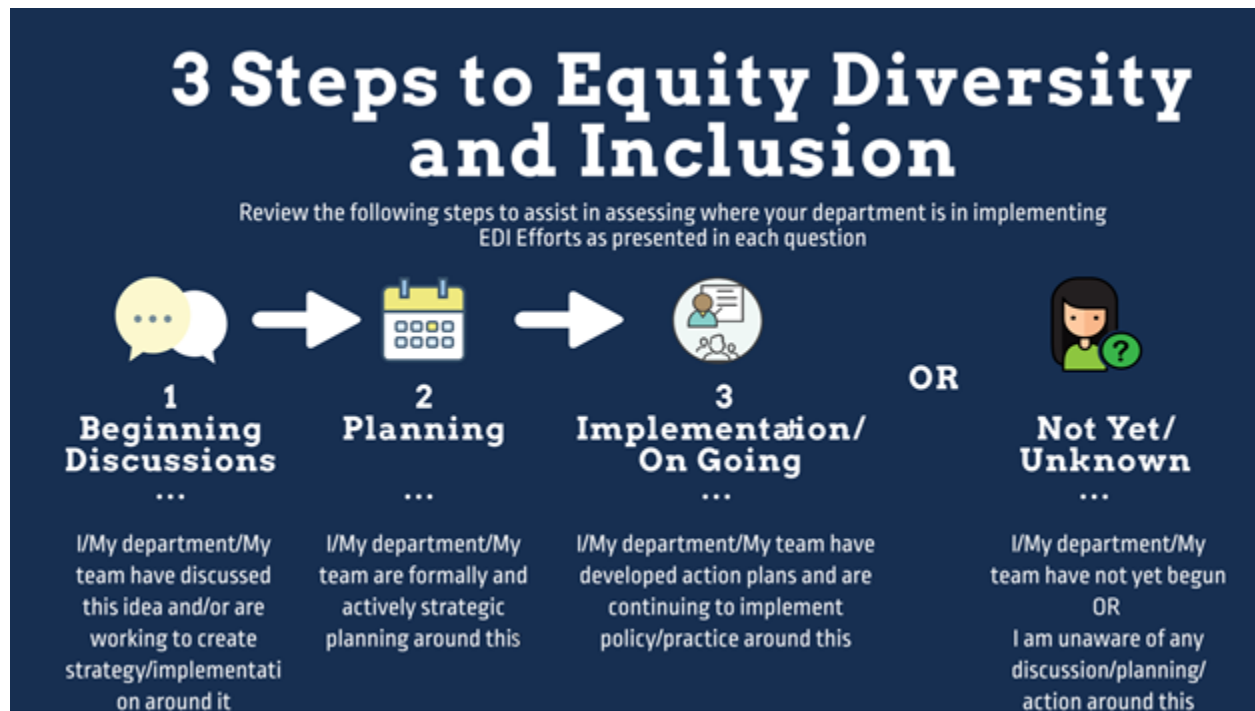 3 Steps to Equity Diversity
and Inclusion
Review the following steps to assist in assessing where your department is in implementing
EDI Efforts as presented in each question
1
Beginning
Discussions
...
I/My department/My
team have discussed
this idea and/or are
working to create
strategy/implementati
on around it
2
Planning
...
I/My department/My
team are formally and
actively strategic
planning around this
3
Implementation/
On Going
...
I/My department/My team have
developed action plans and are
continuing to implement
policy/practice around this
OR
?
Not Yet/
Unknown
...
I/My department/My
team have not yet begun
OR
I am unaware of any
discussion/planning/
action around this